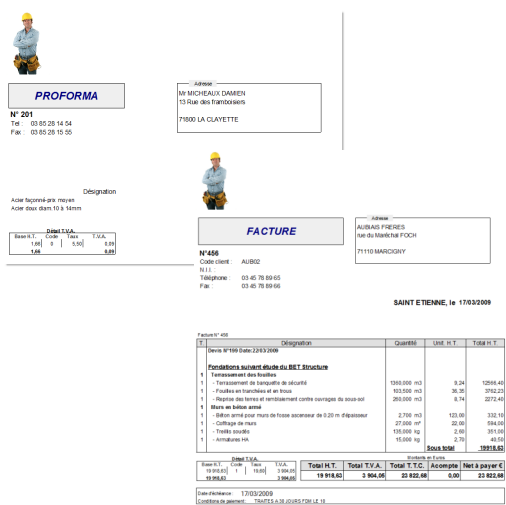 PROFORMA
N° 201
Tel : 03 85 28 14 54
Fax : 03 85 28 15 55
Adresse
Mr MICHEAUX DAMIEN
13 Rue des framboisiers
71800 LA CLAYETTE
Désignation
Acier façonné-prix moyen
Acier doux diam.10 à 14mm
Détail T.V.A.
Base H.T. Code Taux T.V.A.
1,66 6 5,50 0,09
1,66 0,09
FACTURE
N°456
Code client : AUB02
N.I.I. :
Téléphone : 03 45 78 89 65
Fax : 03 45 78 89 66
Adresse
AUBIAIS FRERES
rue du Maréchal FOCH
71110 MARCIGNY
SAINT ETIENNE, le 17/03/2009
Facture N° 456
T. Désignation Quantité Unit. H.T. Total H.T.
Devis N°199 Date:22/03/2009
Fondations suivant étude du BET Structure
1 Terrassement des fouilles
1 - Terrassement de banquette de sécurité 1360,000 m3 9,24 12566,40
1 - Fouilles en tranchées et en trous 103,500 m3 36,35 3762,23
1 - Reprise des terres et remblaiement contre ouvrages du sous-sol 260,000 m3 8,74 2272,40
1 Murs en béton armé
1 - Béton armé pour murs de fosse ascenseur de 0.20 m d'épaisseur 2,700 m3 123,00 332,10
1 - Coffrage de murs 27,000 m² 22,00 594,00
1 - Treillis soudés 135,000 kg 2,60 351,00
1 - Armatures HA 15,000 kg 2,70 40,50
Sous total 19918,63
Détail T.V.A.
Base H.T. Code Taux T.V.A.
19 918,63 1 19,60 3 904,05
19 918,63 3 904,05
Montants en Euros
Total H.T. Total T.V.A. Total T.T.C. Acompte Net à payer €
19 918,63 3 904,05 23 822,68 0,00 23 822,68
Date d'échéance : 17/03/2009
Conditions de paiement : TRAITES A 30 JOURS FDM LE 10